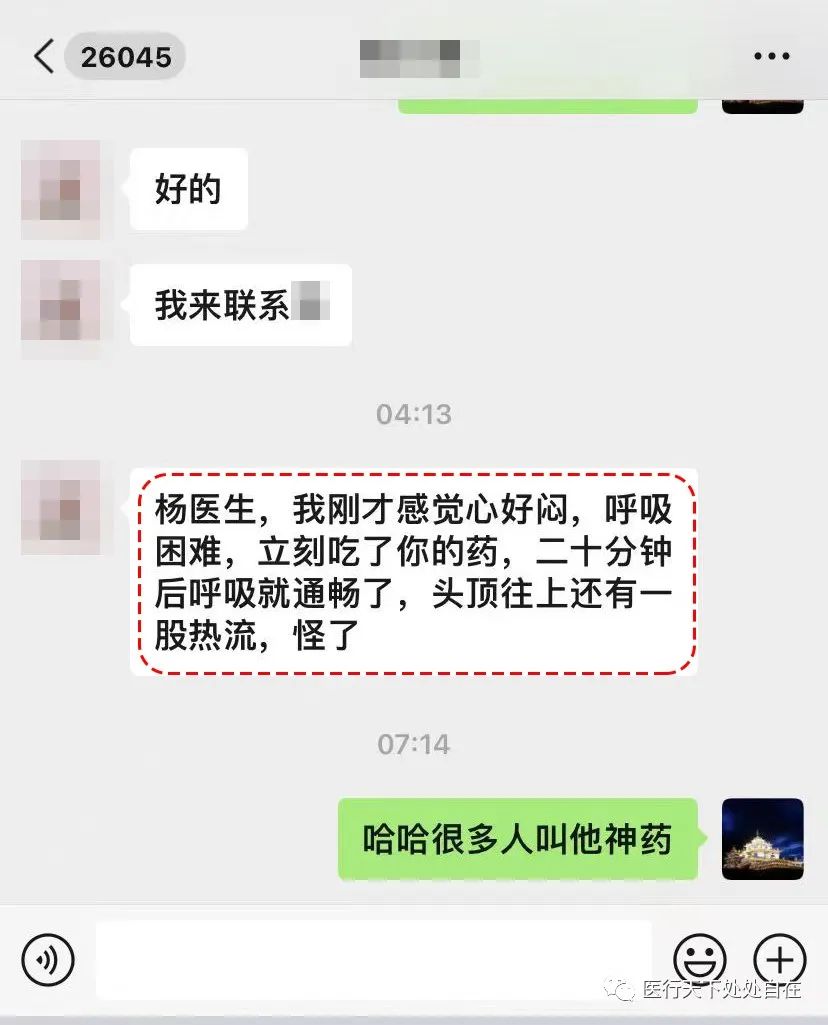 26045
好的
我来联系
04:13
杨医生，我刚才感觉心好闷，呼吸
困难，立刻吃了你的药，二十分钟
后呼吸就通畅了，头顶往上还有一
股热流，怪了
07:14
哈哈很多人叫他神药
医行天下处处自在